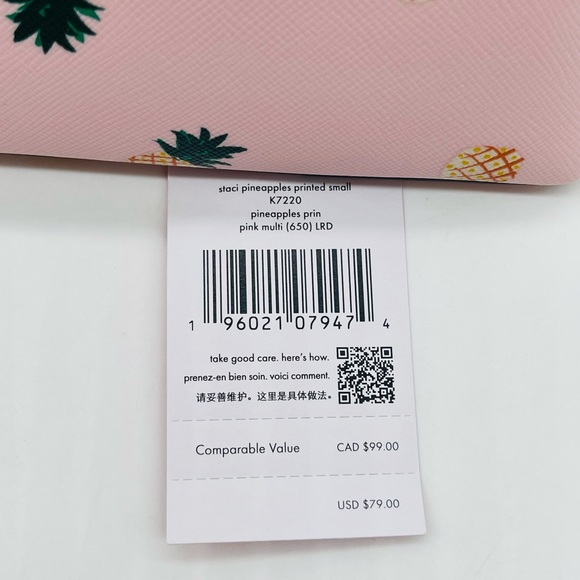 staci pineapples printed small
K7220
pineapples prin
pink multi (650) LRD
1 96021 07947 4
take good care. here's how.
prenez-en bien soin. voici comment.
请妥善维护。这里是具体做法。
Comparable Value CAD $99.00
USD $79.00